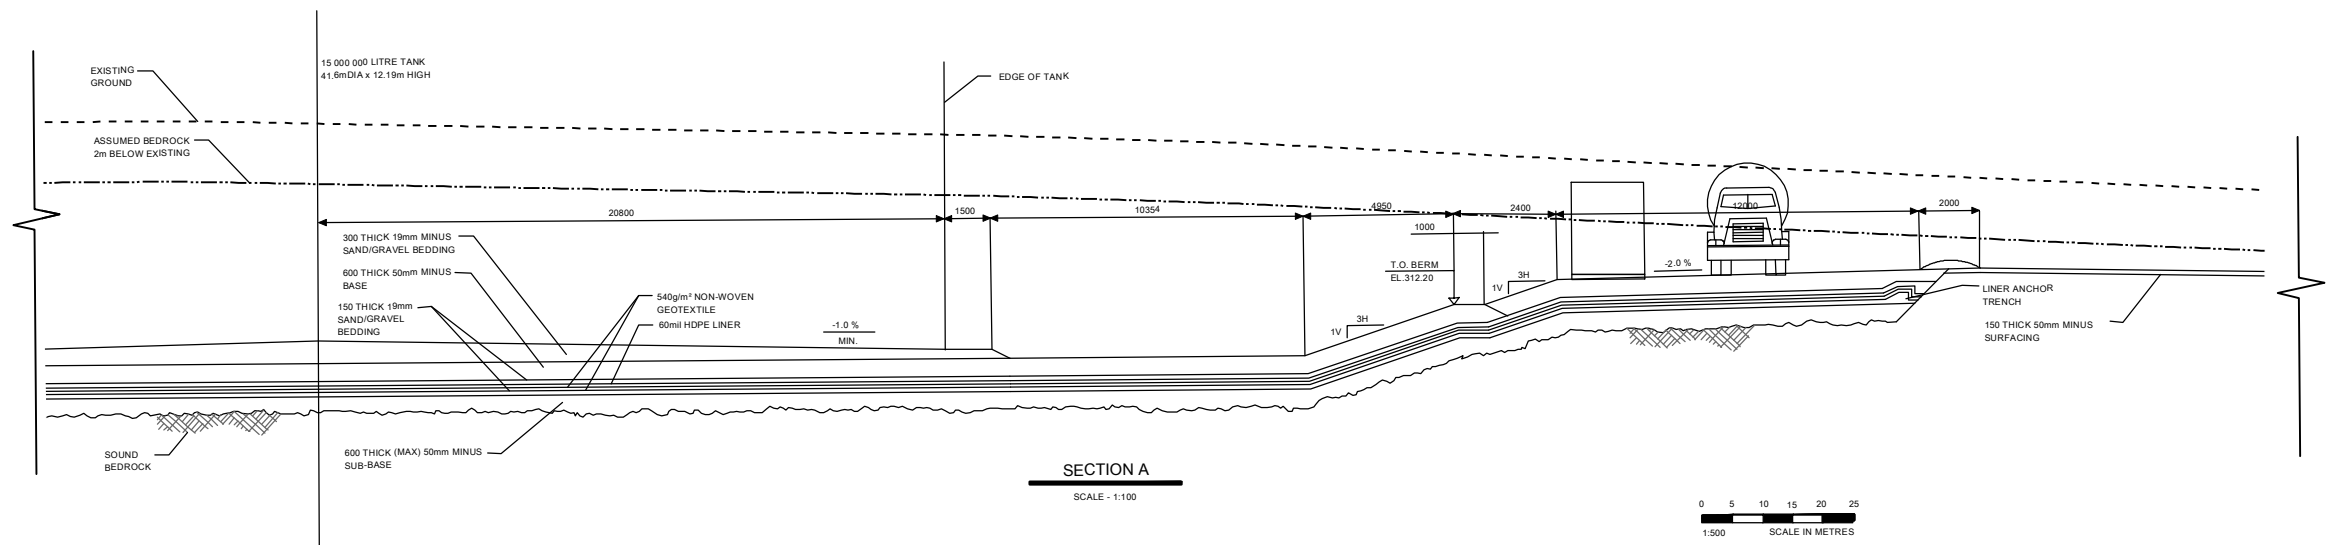 15 000 000 LITRE TANK
41.6mDIA x 12.19m HIGH
EXISTING
GROUND
EDGE OF TANK
ASSUMED BEDROCK
2m BELOW EXISTING
20800
1500
10354
4950
2400
12000
2000
1000
300 THICK 19mm MINUS
SAND/GRAVEL BEDDING
600 THICK 50mm MINUS
BASE
150 THICK 19mm
SAND/GRAVEL
BEDDING
540g/m² NON-WOVEN
GEOTEXTILE
60mil HDPE LINER
-1.0 %
MIN.
3H
1V
T.O. BERM
EL.312.20
3H
1V
-2.0 %
LINER ANCHOR
TRENCH
150 THICK 50mm MINUS
SURFACING
SOUND
BEDROCK
600 THICK (MAX) 50mm MINUS
SUB-BASE
SECTION A
SCALE - 1:100
0 5 10 15 20 25
1:500 SCALE IN METRES